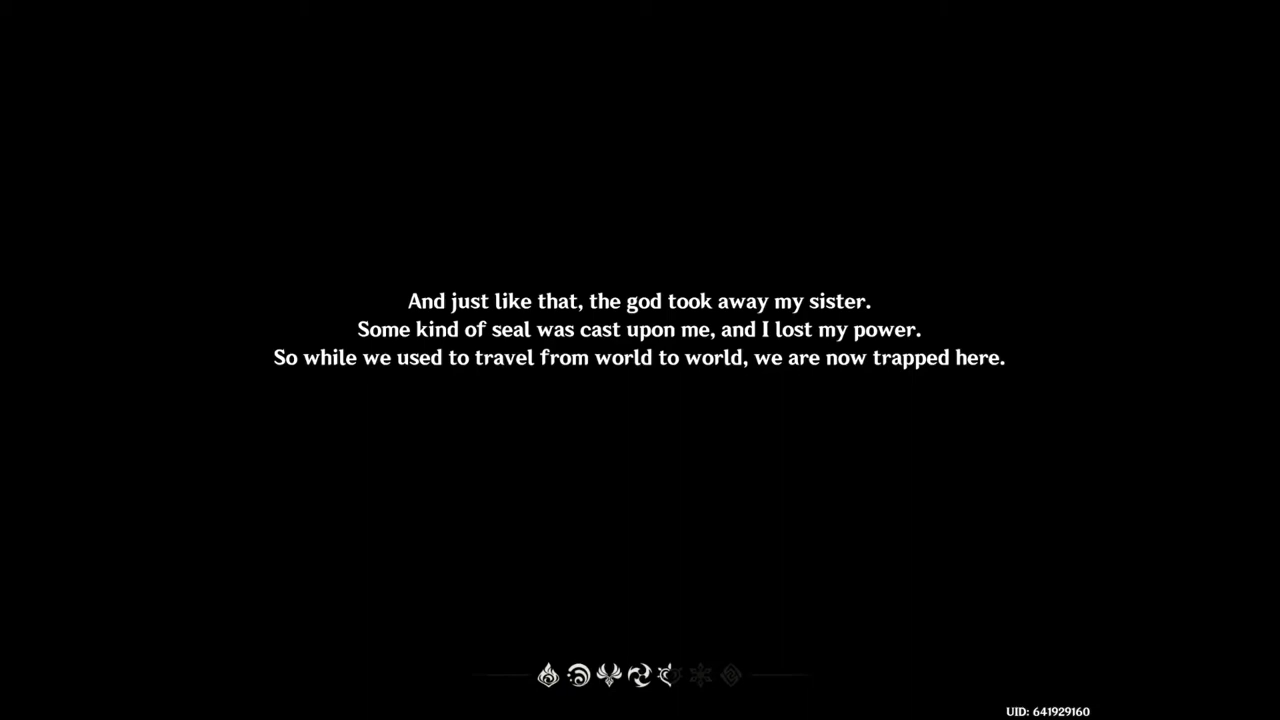 And just like that, the god took away my sister.
Some kind of seal was cast upon me, and I lost my power.
So while we used to travel from world to world, we are now trapped here.
UID: 641929160